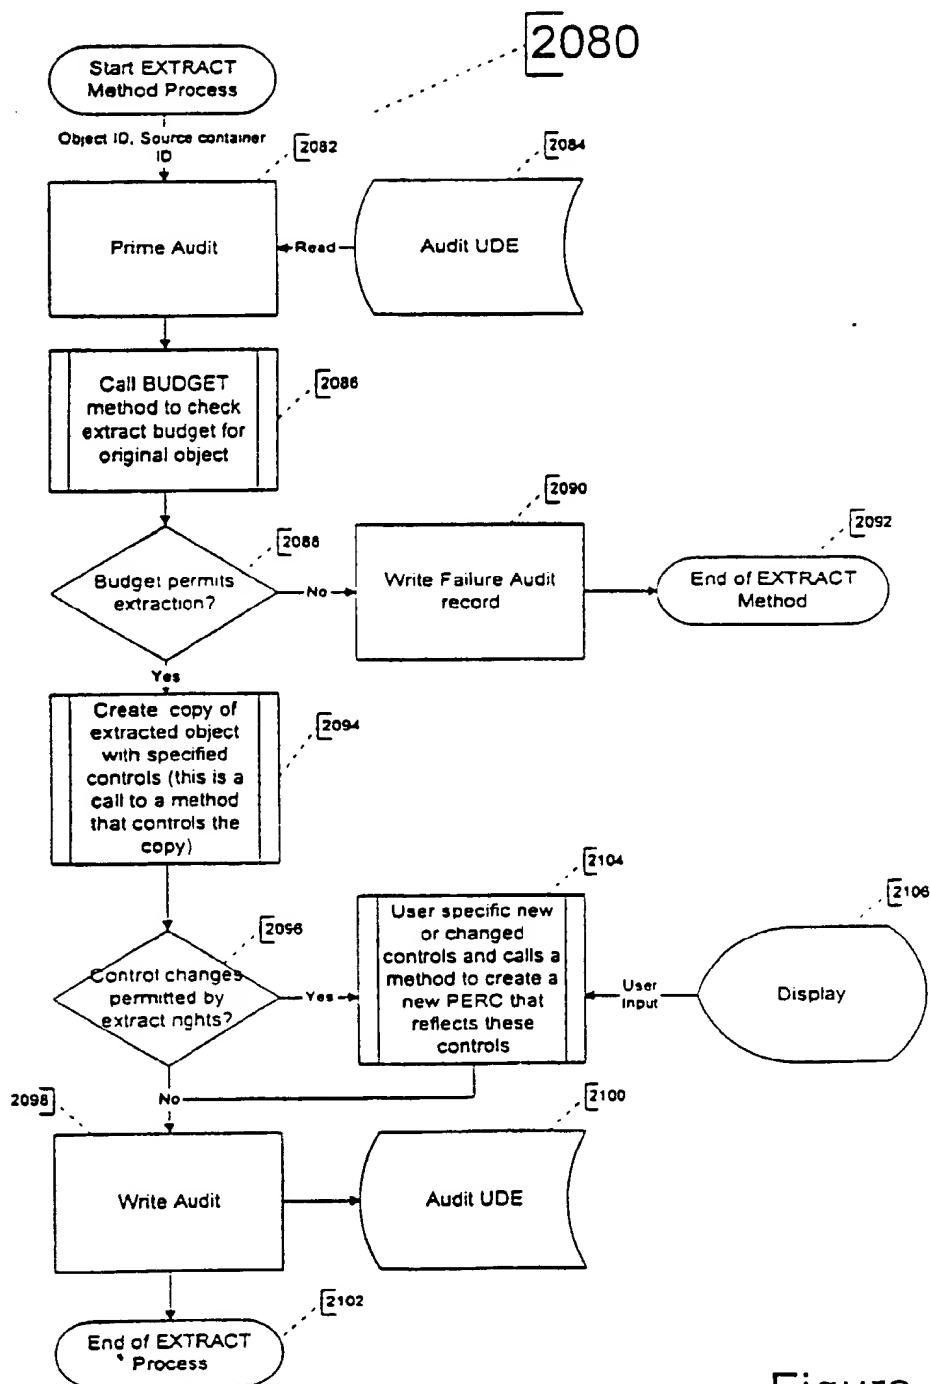 2080
Start EXTRACT
Method Process
Object ID, Source container
ID
2082
2084
Prime Audit
Read
Audit UDE
Call BUDGET
method to check
extract budget for
original object
2086
2088
Budget permits
extraction?
No
2090
Write Failure Audit
record
2092
End of EXTRACT
Method
Yes
Create copy of
extracted object
with specified
controls (this is a
call to a method
that controls the
copy)
2094
2096
Control changes
permitted by
extract rights?
Yes
2104
User specific new
or changed
controls and calls a
method to create a
new PERC that
reflects these
controls
User
Input
2106
Display
No
2098
Write Audit
2100
Audit UDE
2102
End of EXTRACT
Process
Figure